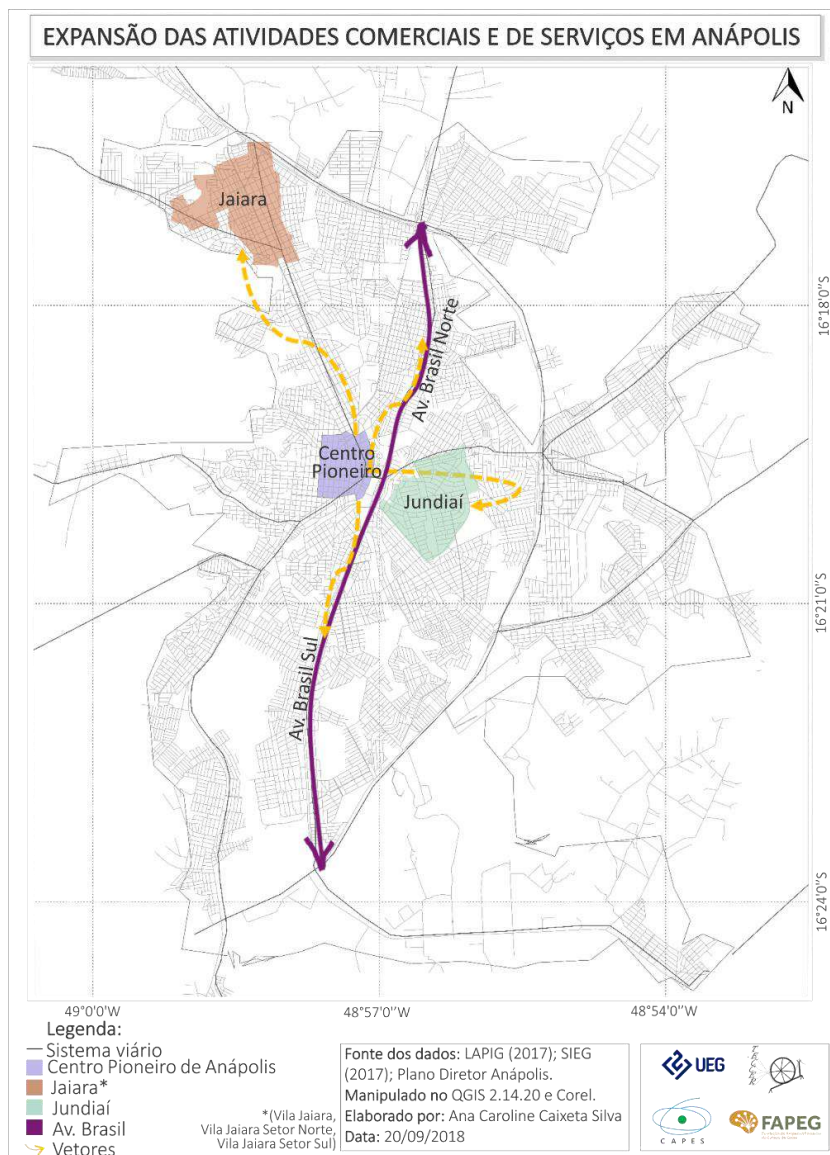 EXPANSÃO DAS ATIVIDADES COMERCIAIS E DE SERVIÇOS EM ANÁPOLIS
N
Jaiara
16°18'0"S
Av. Brasil Norte
Centro
Pioneiro
Jundiaí
16°21'0"S
Av. Brasil Sul
16°24'0"S
49°0'0"W
48°57'0"W
48°54'0"W
Legenda:
Sistema viário
Centro Pioneiro de Anápolis
Jaiara*
Jundiaí
Av. Brasil
Vetores
*(Vila Jaiara,
Vila Jaiara Setor Norte,
Vila Jaiara Setor Sul)
Fonte dos dados: LAPIG (2017); SIEG
(2017); Plano Diretor Anápolis.
Manipulado no QGIS 2.14.20 e Corel.
Elaborado por: Ana Caroline Caixeta Silva
Data: 20/09/2018
UEG
CAPES
FAPEG